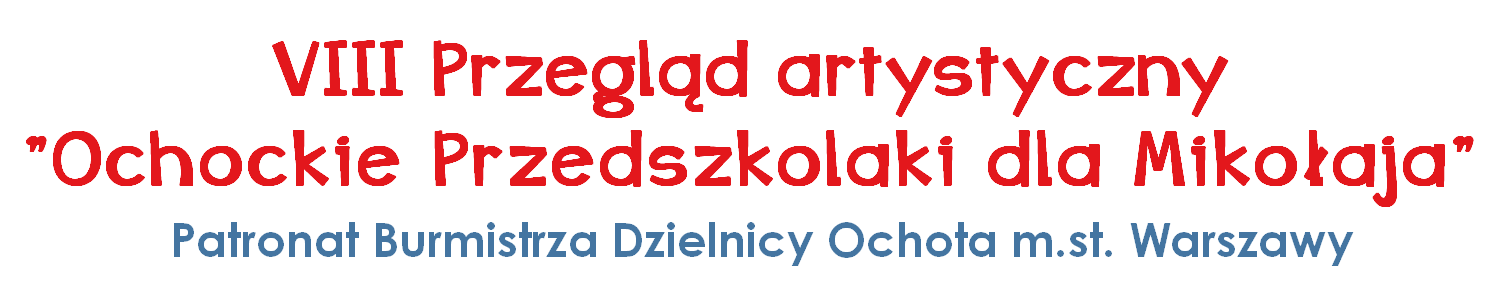 VIII Przegląd artystyczny
"Ochockie Przedszkolaki dla Mikołaja"
Patronat Burmistrza Dzielnicy Ochota m.st. Warszawy